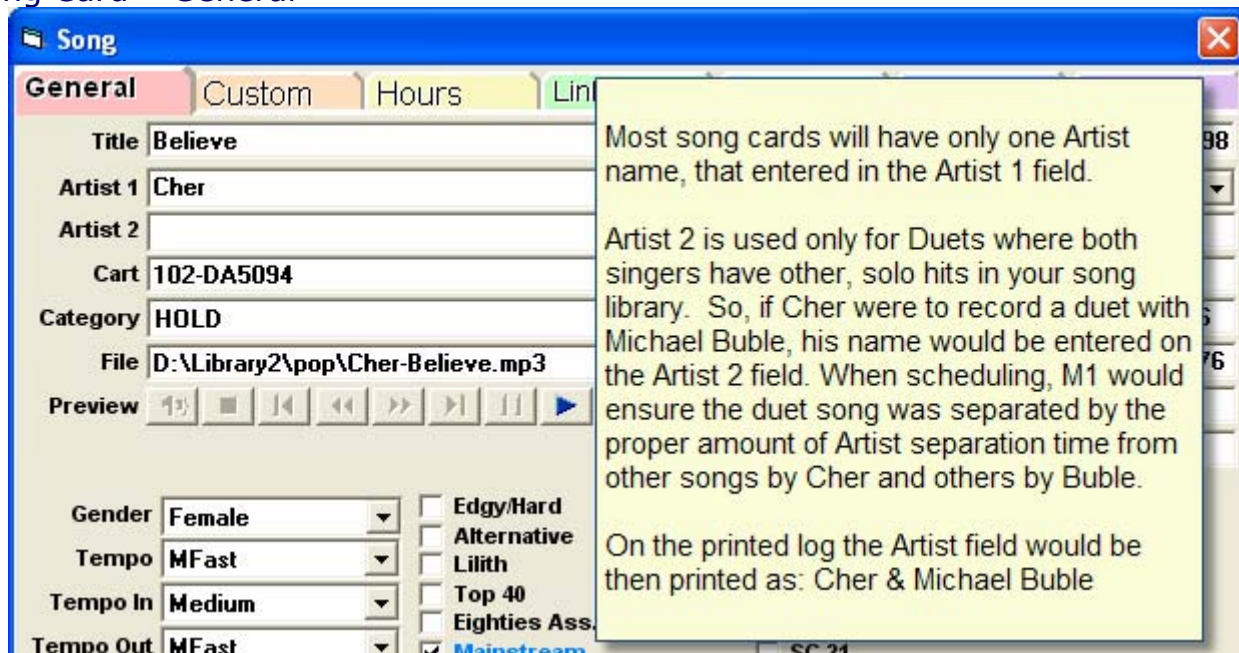 Song Card - General
Song
General Custom Hours
Title Believe
98
Artist 1 Cher
Artist 2
Cart 102-DA5094
Category HOLD
File D:\Library2\pop\Cher-Believe.mp3
76
Preview
Gender Female
Tempo MFast
Tempo In Medium
Tempo Out MFast
Edgy/Hard
Alternative
Lilith
Top 40
Eighties Ass.
Mainstream
SC 21
Most song cards will have only one Artist
name, that entered in the Artist 1 field.
Artist 2 is used only for Duets where both
singers have other, solo hits in your song
library. So, if Cher were to record a duet with
Michael Buble, his name would be entered on
the Artist 2 field. When scheduling, M1 would
ensure the duet song was separated by the
proper amount of Artist separation time from
other songs by Cher and others by Buble.
On the printed log the Artist field would be
then printed as: Cher & Michael Buble